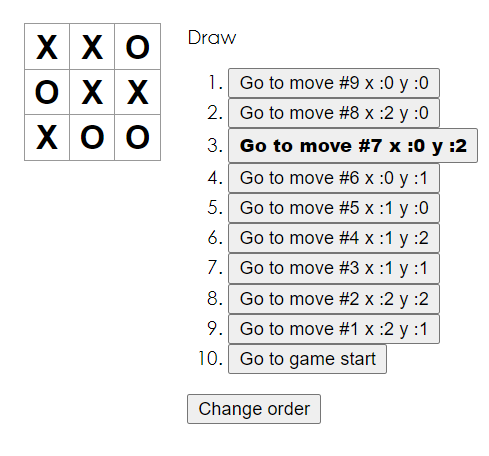 X X O
O X X
X O O
Draw
1. Go to move #9 x :0 y :0
2. Go to move #8 x :2 y :0
3. Go to move #7 x :0 y :2
4. Go to move #6 x :0 y :1
5. Go to move #5 x :1 y :0
6. Go to move #4 x :1 y :2
7. Go to move #3 x :1 y :1
8. Go to move #2 x :2 y :2
9. Go to move #1 x :2 y :1
10. Go to game start
Change order